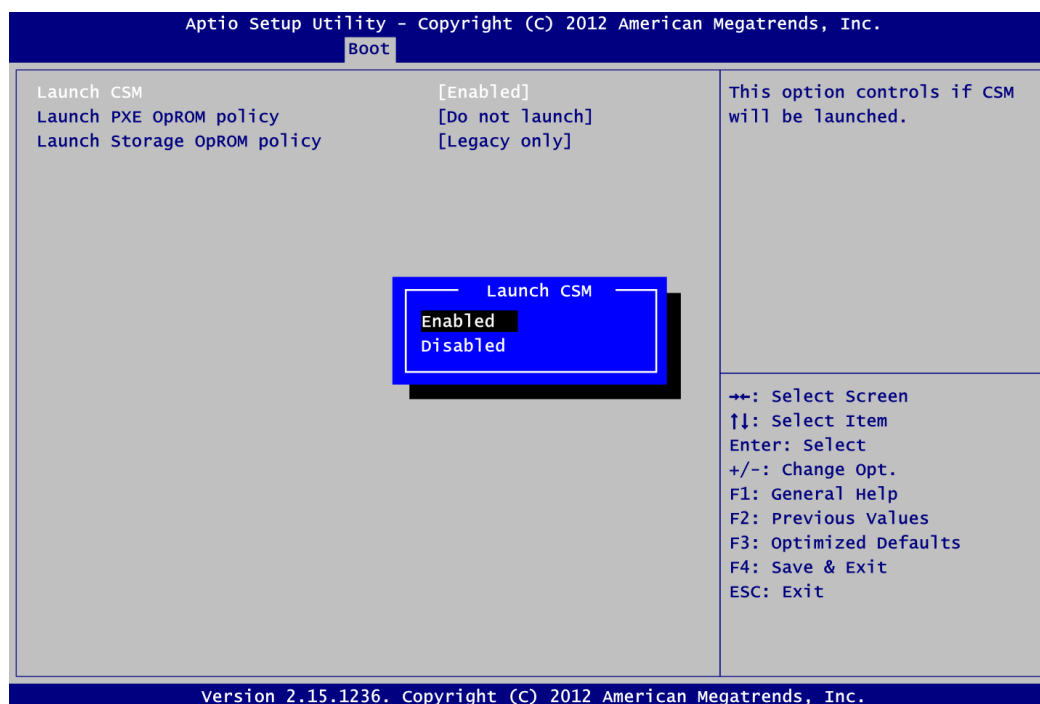 Aptio Setup Utility – Copyright (C) 2012 American Megatrends, Inc.
Boot
Launch CSM [Enabled]
Launch PXE OpROM policy [Do not launch]
Launch Storage OpROM policy [Legacy only]
This option controls if CSM
will be launched.
Launch CSM
Enabled
Disabled
→←: Select Screen
↑↓: Select Item
Enter: Select
+/-: Change Opt.
F1: General Help
F2: Previous Values
F3: Optimized Defaults
F4: Save & Exit
ESC: Exit
Version 2.15.1236. Copyright (C) 2012 American Megatrends, Inc.